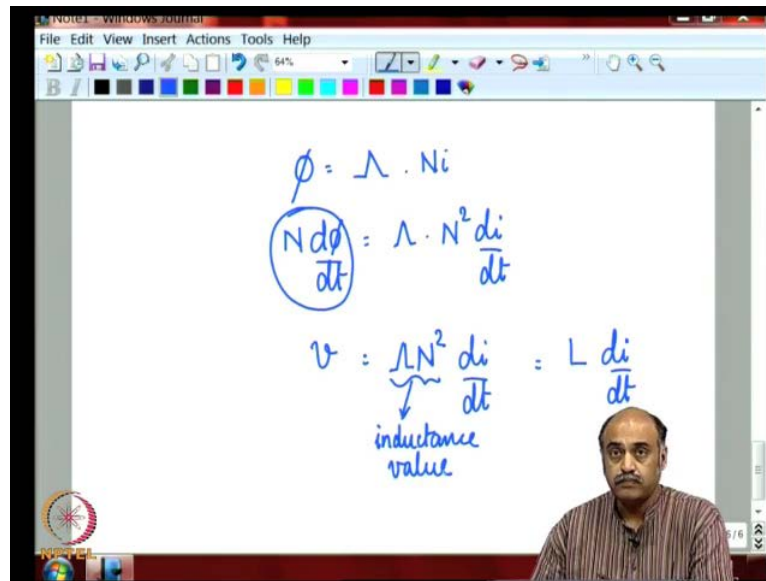 Note1 - Windows Journal
File Edit View Insert Actions Tools Help
64%
B I
ϕ = Λ . Ni
N dϕ/dt = Λ . N² di/dt
v = ΛN² di/dt = L di/dt
inductance
value
NPTEL